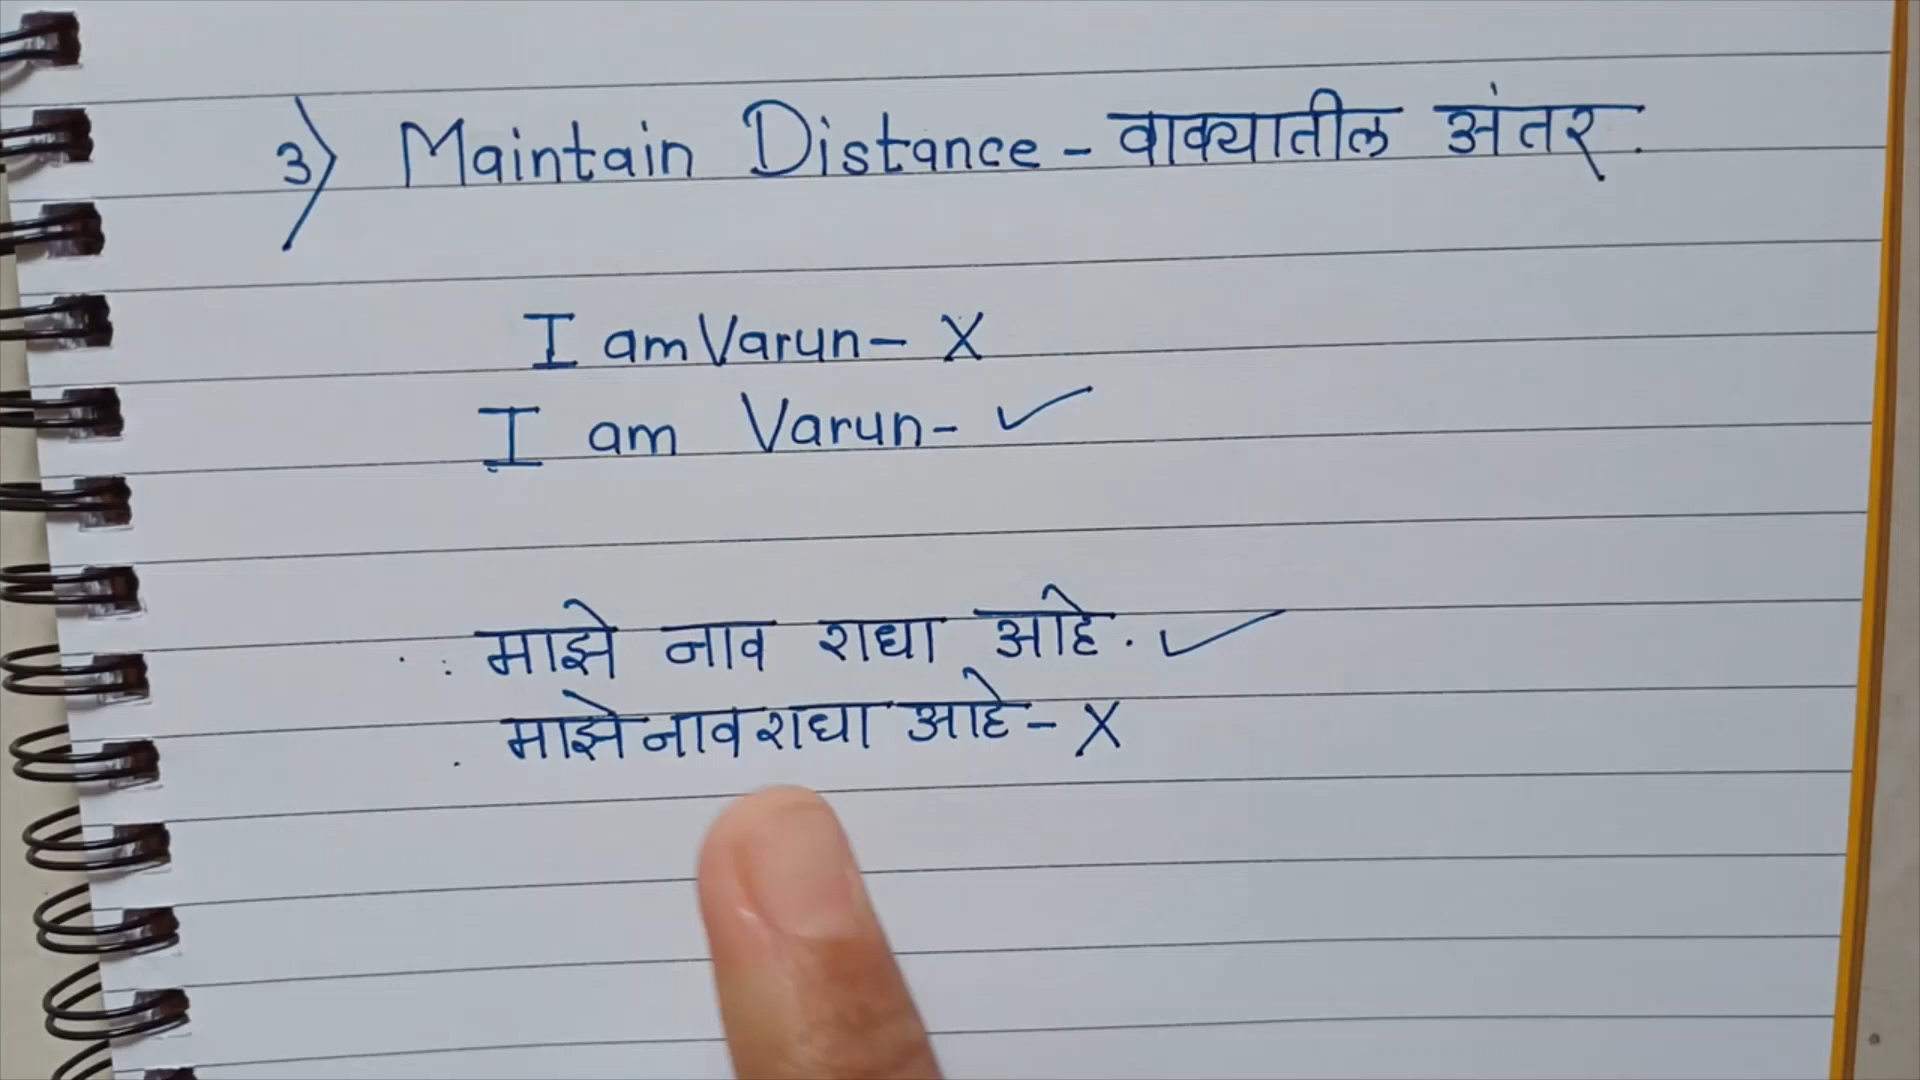 3) Maintain Distance - वाक्यातील अंतर.
I amVarun - X
I am Varun - ✓
माझे नाव राधा आहे. ✓
माझेनावराधा आहे - X